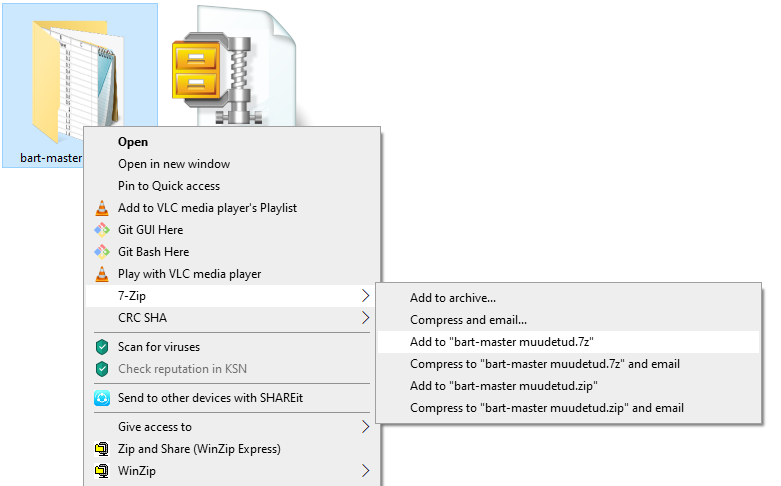 bart-master
Open
Open in new window
Pin to Quick access
Add to VLC media player's Playlist
Git GUI Here
Git Bash Here
Play with VLC media player
7-Zip
CRC SHA
Scan for viruses
Check reputation in KSN
Send to other devices with SHAREit
Give access to
Zip and Share (WinZip Express)
WinZip
Add to archive...
Compress and email...
Add to "bart-master muudetud.7z"
Compress to "bart-master muudetud.7z" and email
Add to "bart-master muudetud.zip"
Compress to "bart-master muudetud.zip" and email